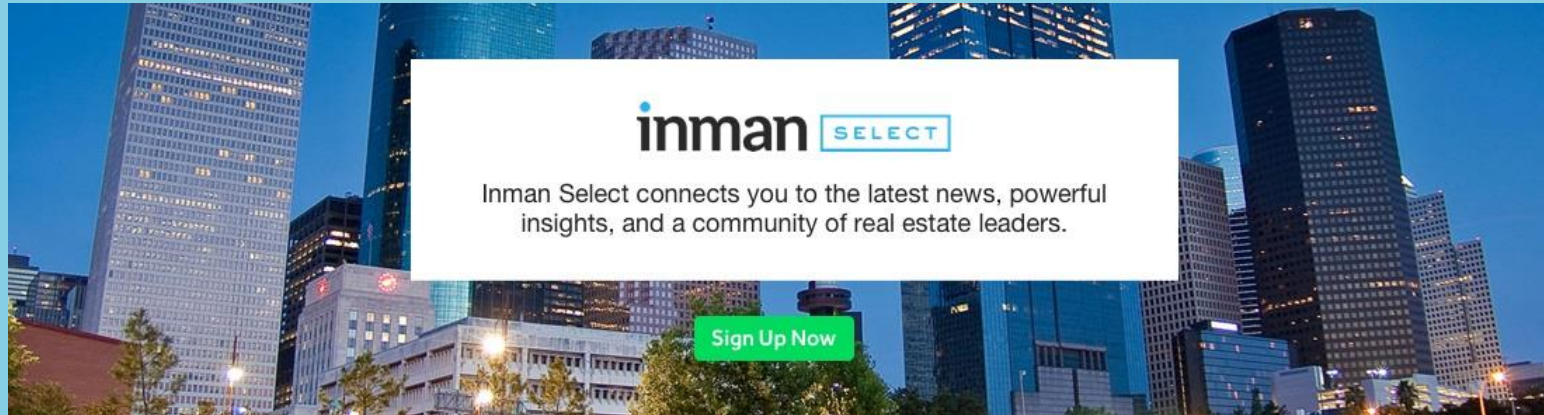 inman SELECT
Inman Select connects you to the latest news, powerful
insights, and a community of real estate leaders.
Sign Up Now